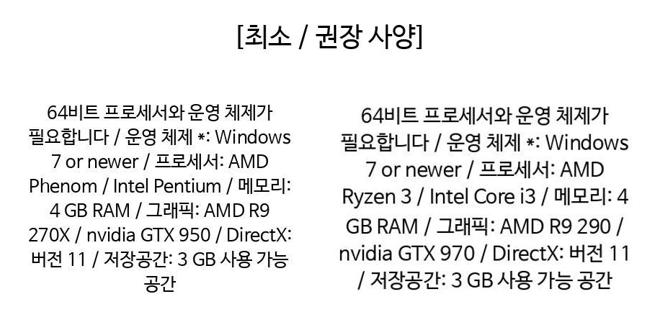 [최소 / 권장 사양]
64비트 프로세서와 운영 체제가
필요합니다 / 운영 체제 *: Windows
7 or newer / 프로세서: AMD
Phenom / Intel Pentium / 메모리:
4 GB RAM / 그래픽: AMD R9
270X / nvidia GTX 950 / DirectX:
버전 11 / 저장공간: 3 GB 사용 가능
공간
64비트 프로세서와 운영 체제가
필요합니다 / 운영 체제 *: Windows
7 or newer / 프로세서: AMD
Ryzen 3 / Intel Core i3 / 메모리: 4
GB RAM / 그래픽: AMD R9 290 /
nvidia GTX 970 / DirectX: 버전 11
/ 저장공간: 3 GB 사용 가능 공간